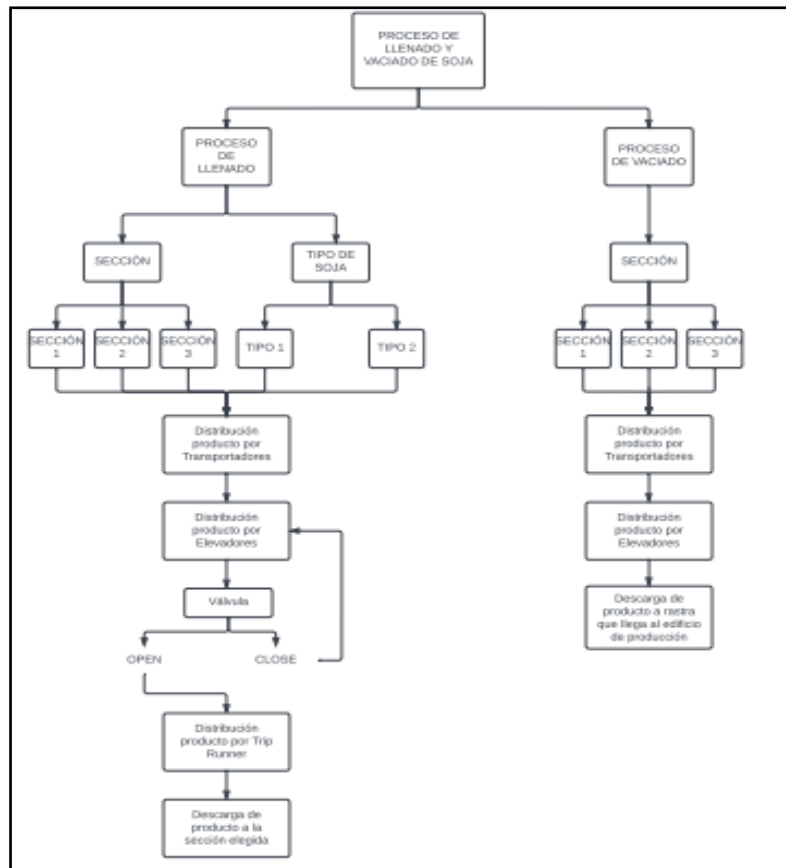 PROCESO DE
LLENADO Y
VACIADO DE SOJA
PROCESO
DE
LLENADO
PROCESO
DE VACIADO
SECCIÓN
TIPO DE
SOJA
SECCIÓN
SECCIÓN
1
SECCIÓN
2
SECCIÓN
3
TIPO 1
TIPO 2
SECCIÓN
1
SECCIÓN
2
SECCIÓN
3
Distribución
producto por
Transportadores
Distribución
producto por
Transportadores
Distribución
producto por
Elevadores
Distribución
producto por
Elevadores
Válvula
Descarga de
producto a rastra
que llega al edificio
de producción
OPEN
CLOSE
Distribución
producto por Trip
Runner
Descarga de
producto a la
sección elegida